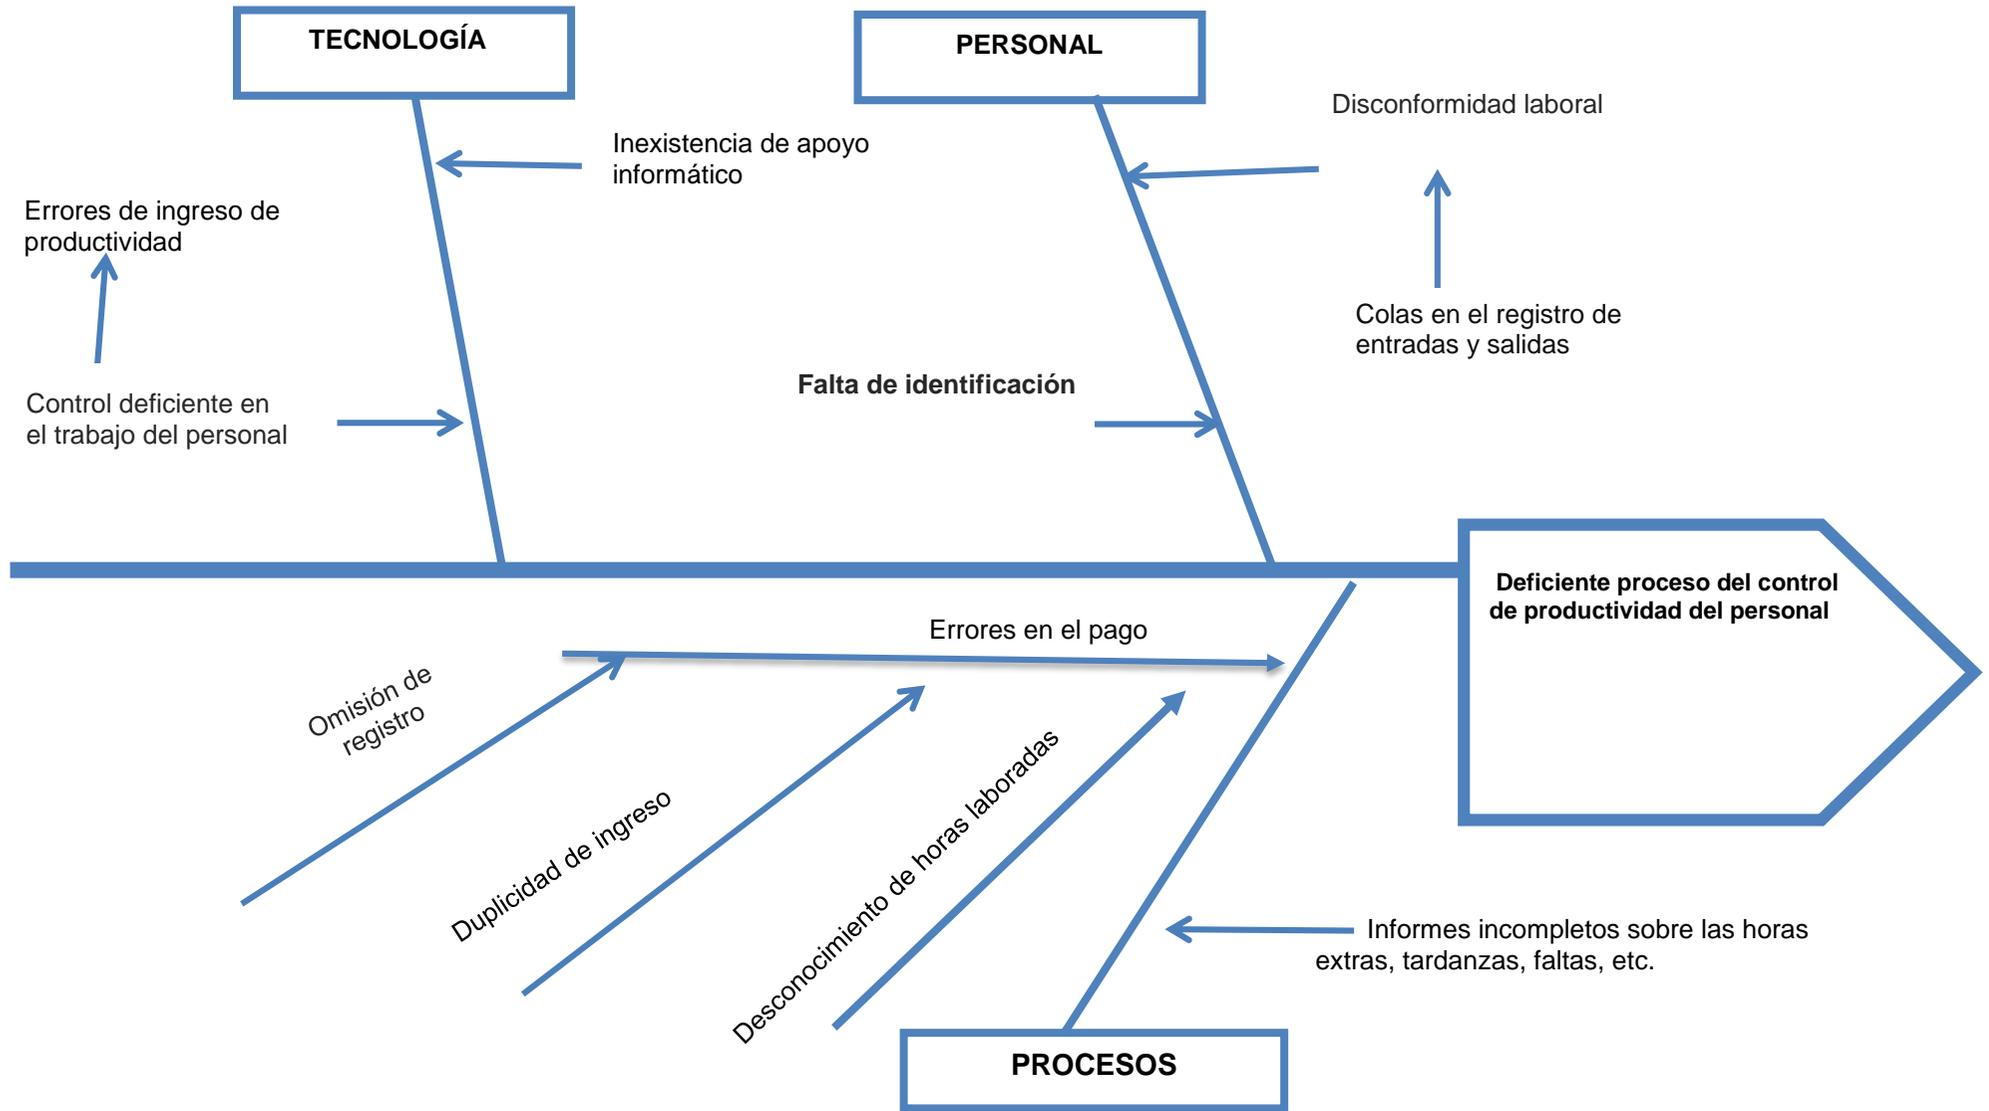 TECNOLOGÍA
PERSONAL
Disconformidad laboral
Inexistencia de apoyo
informático
Errores de ingreso de
productividad
Colas en el registro de
entradas y salidas
Falta de identificación
Control deficiente en
el trabajo del personal
Deficiente proceso del control
de productividad del personal
Errores en el pago
Omisión de
registro
Duplicidad de ingreso
Desconocimiento de horas laboradas
Informes incompletos sobre las horas
extras, tardanzas, faltas, etc.
PROCESOS